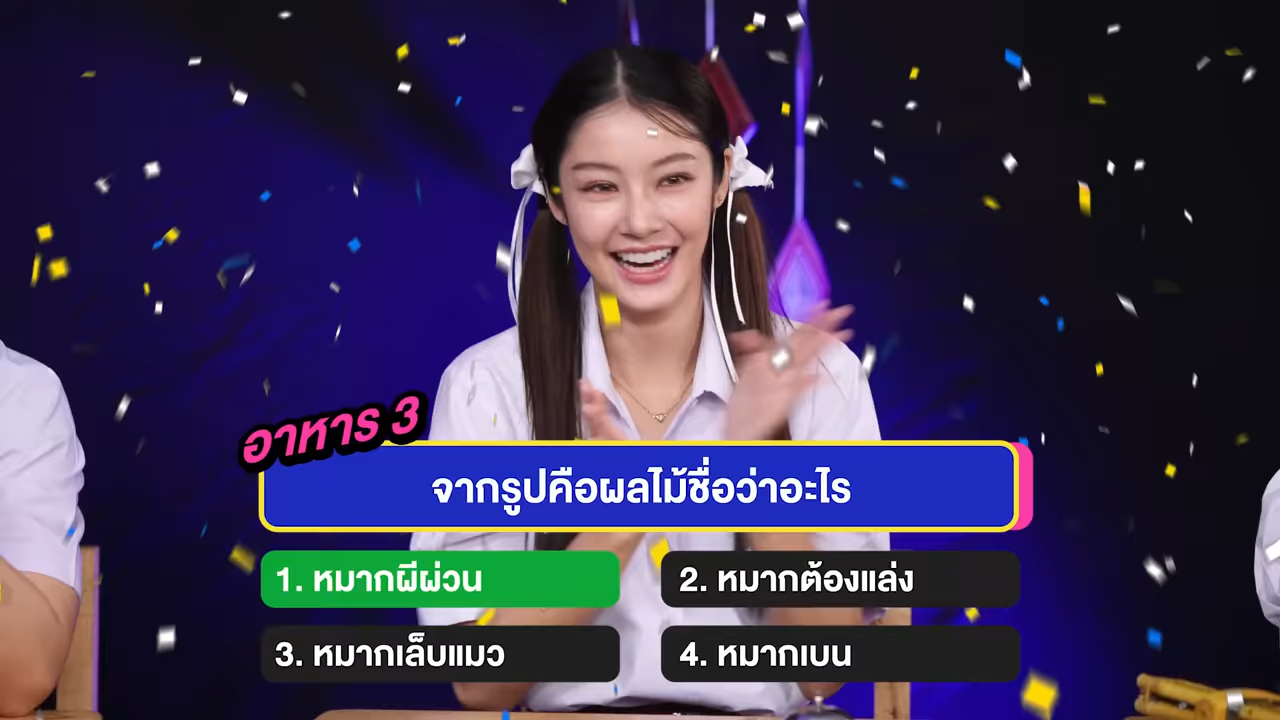 อาหาร 3
จากรูปคือผลไม้ชื่อว่าอะไร
1. หมากผีผ่วน
2. หมากต้องแล่ง
3. หมากเล็บแมว
4. หมากเบน